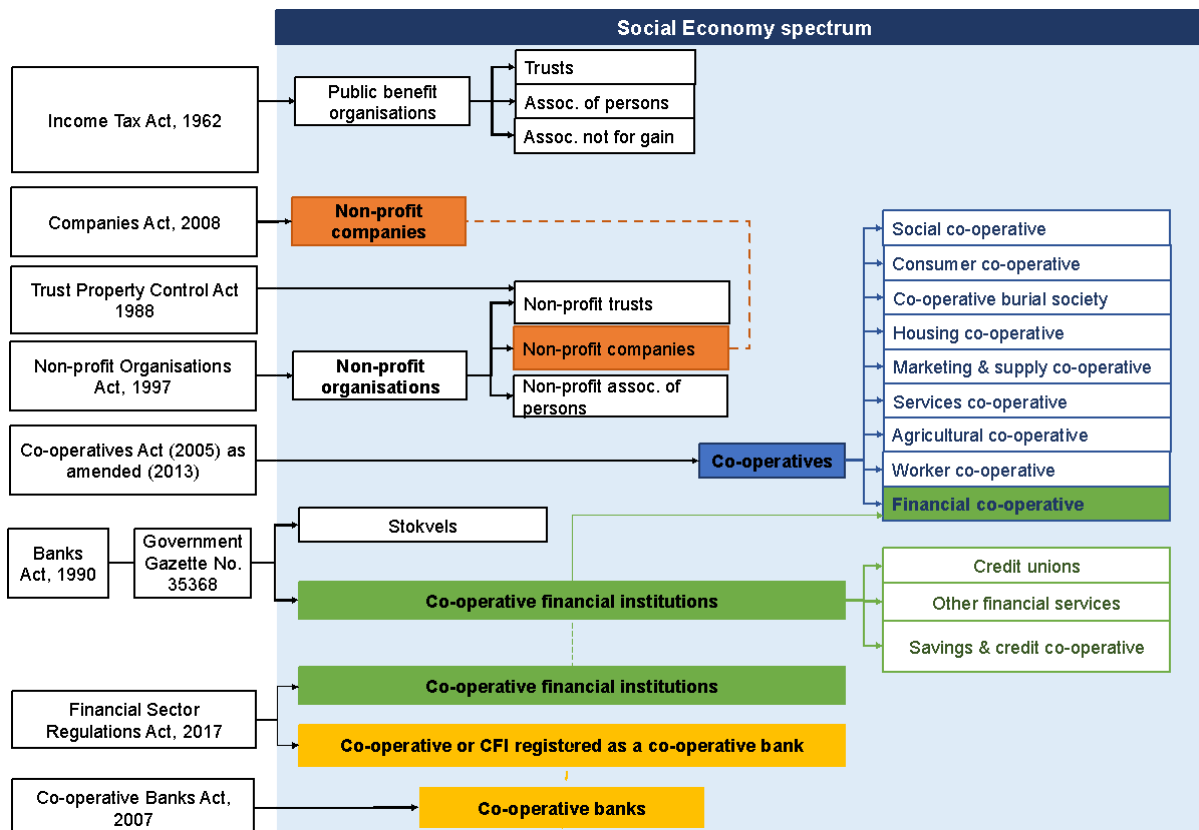 Social Economy spectrum
Income Tax Act, 1962
Public benefit
organisations
Trusts
Assoc. of persons
Assoc. not for gain
Companies Act, 2008
Non-profit
companies
Trust Property Control Act
1988
Non-profit trusts
Non-profit Organisations
Act, 1997
Non-profit
organisations
Non-profit companies
Non-profit assoc. of
persons
Co-operatives Act (2005) as
amended (2013)
Co-operatives
Social co-operative
Consumer co-operative
Co-operative burial society
Housing co-operative
Marketing & supply co-operative
Services co-operative
Agricultural co-operative
Worker co-operative
Financial co-operative
Banks
Act, 1990
Government
Gazette No.
35368
Stokvels
Co-operative financial institutions
Credit unions
Other financial services
Savings & credit co-operative
Financial Sector
Regulations Act, 2017
Co-operative financial institutions
Co-operative or CFI registered as a co-operative bank
Co-operative Banks Act,
2007
Co-operative banks